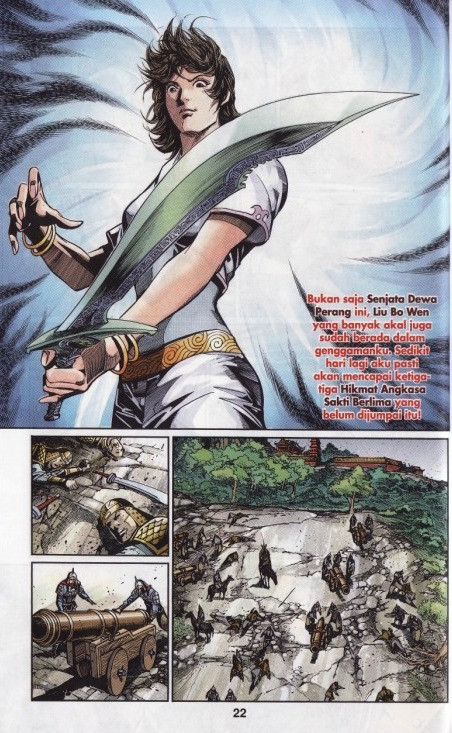 Bukan saja Senjata Dewa
Perang ini, Liu Bo Wen
yang banyak akal juga
sudah berada dalam
genggamanku. Sedikit
hari lagi aku pasti
akan mencapai ketiga-
tiga Hikmat Angkasa
Sakti Berlima yang
belum dijumpai itu!
22